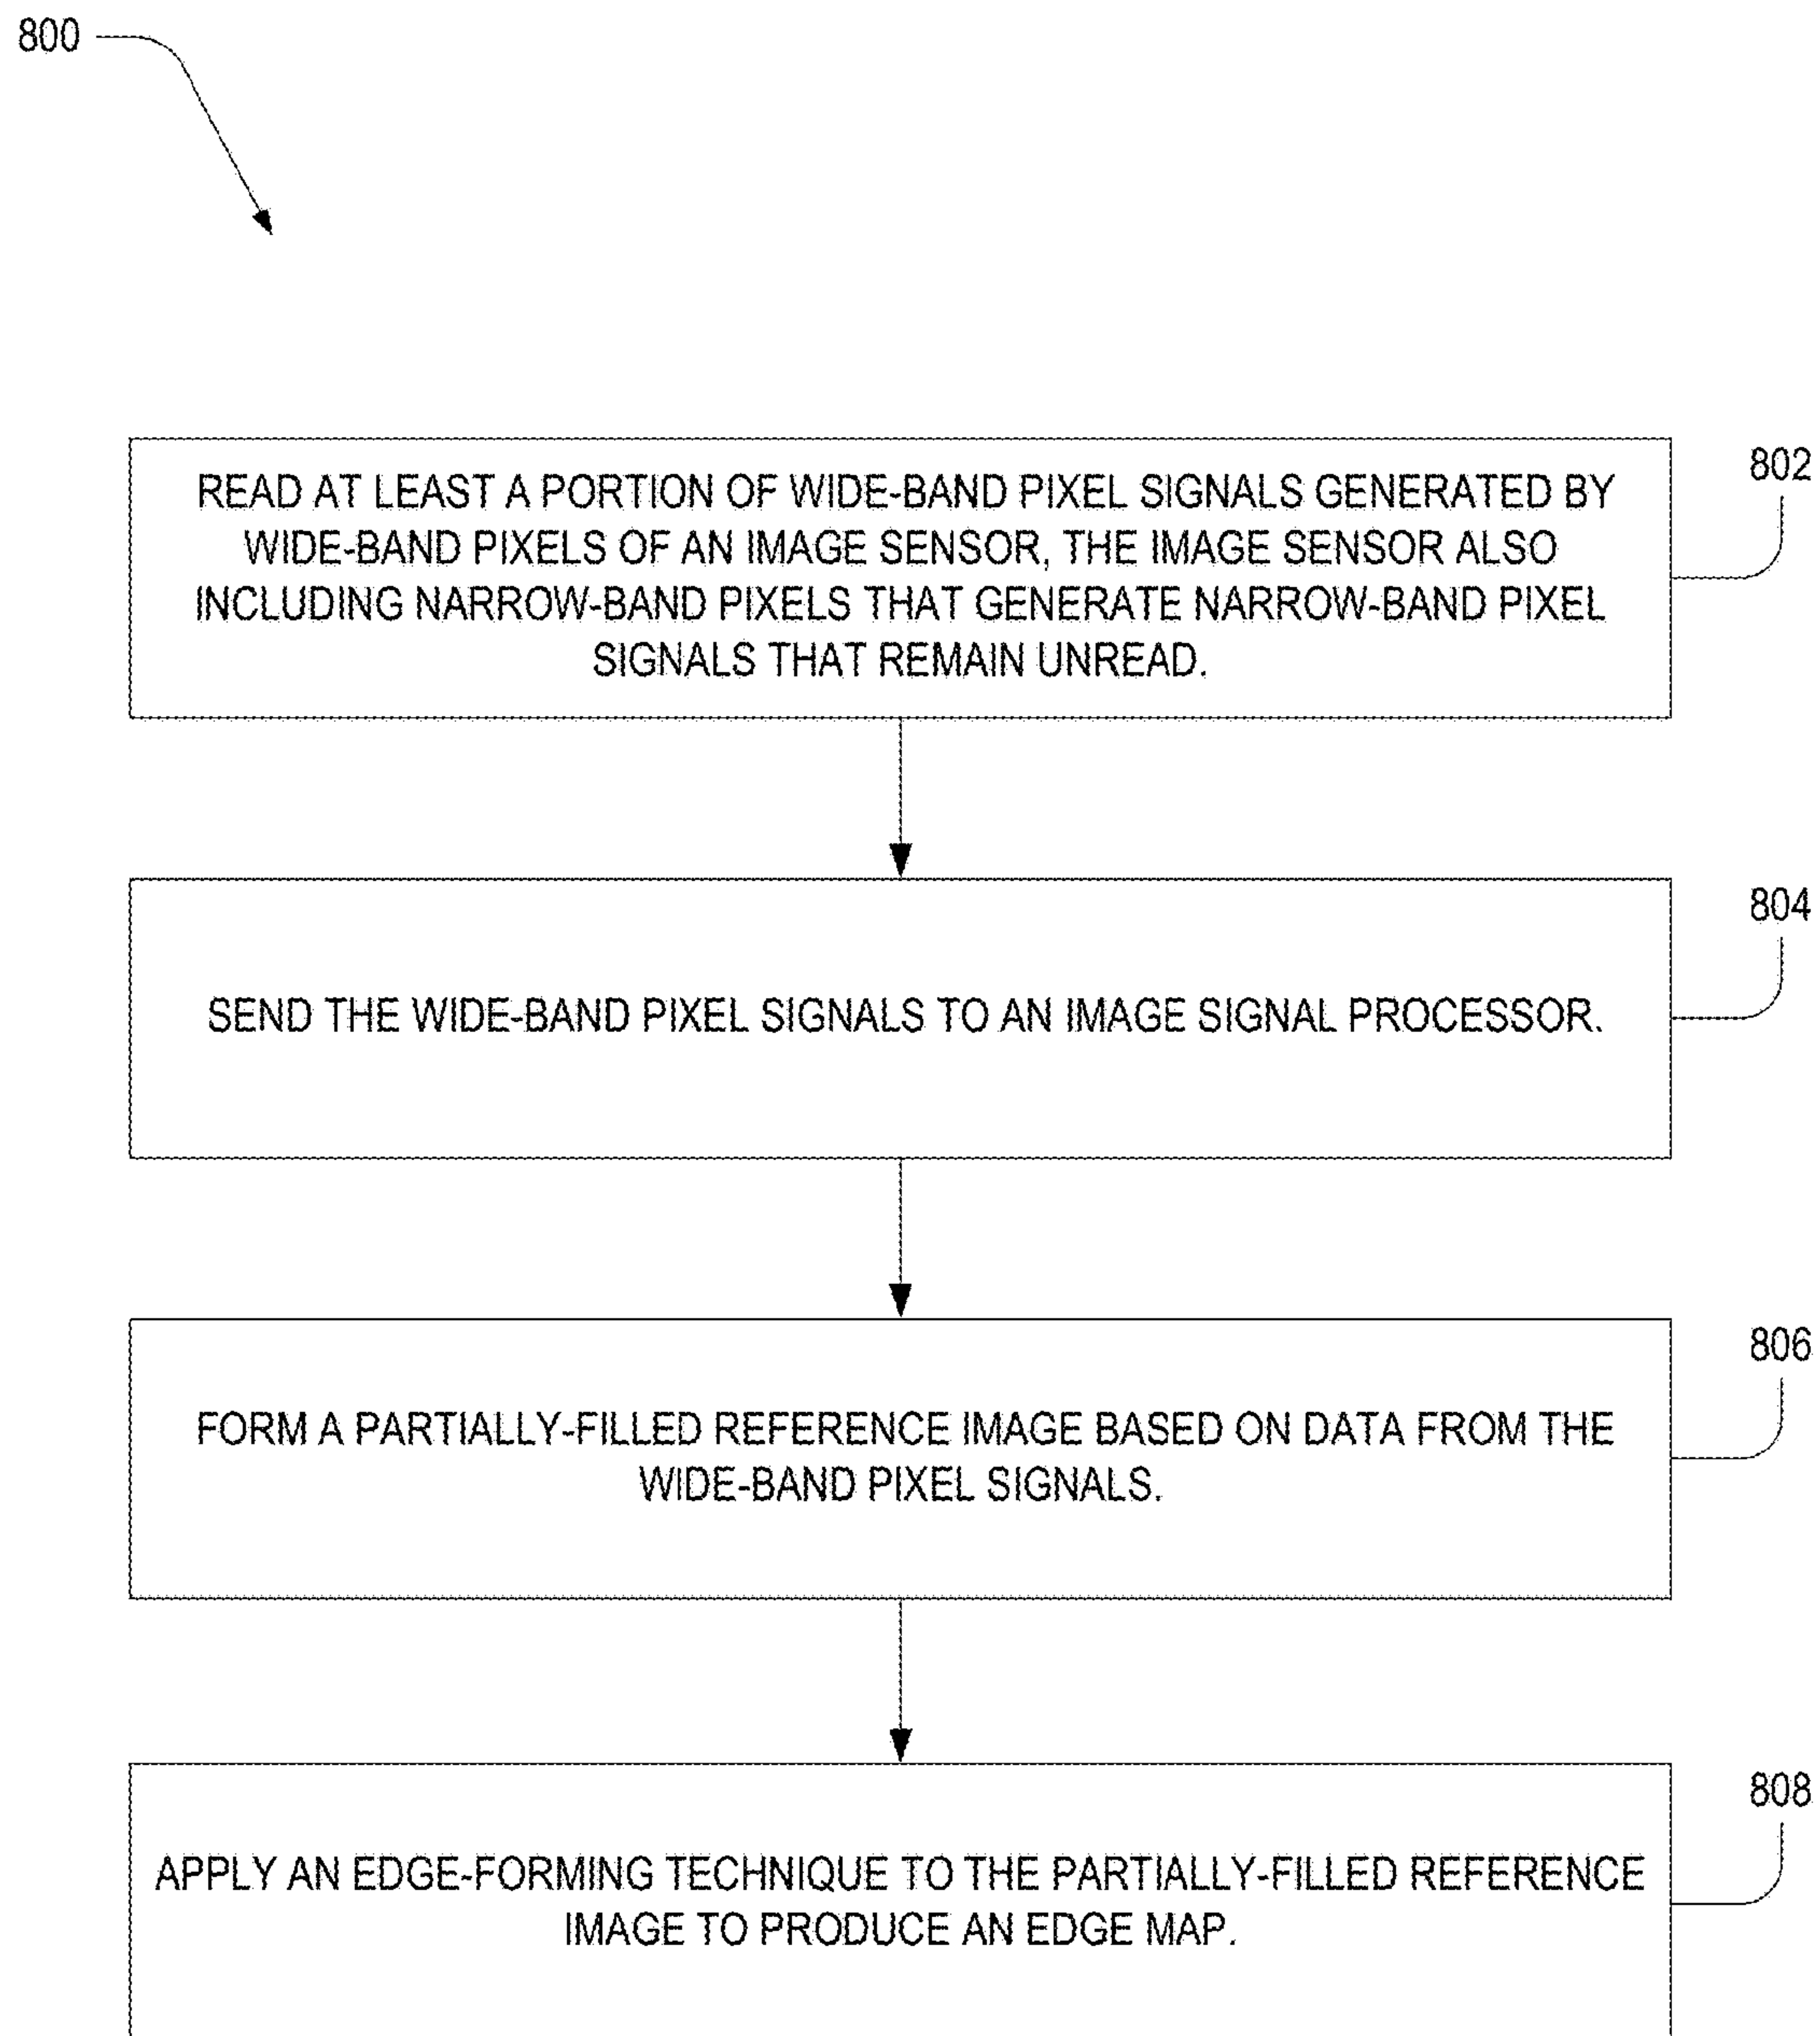 800
READ AT LEAST A PORTION OF WIDE-BAND PIXEL SIGNALS GENERATED BY
WIDE-BAND PIXELS OF AN IMAGE SENSOR, THE IMAGE SENSOR ALSO
INCLUDING NARROW-BAND PIXELS THAT GENERATE NARROW-BAND PIXEL
SIGNALS THAT REMAIN UNREAD.
802
SEND THE WIDE-BAND PIXEL SIGNALS TO AN IMAGE SIGNAL PROCESSOR.
804
FORM A PARTIALLY-FILLED REFERENCE IMAGE BASED ON DATA FROM THE
WIDE-BAND PIXEL SIGNALS.
806
APPLY AN EDGE-FORMING TECHNIQUE TO THE PARTIALLY-FILLED REFERENCE
IMAGE TO PRODUCE AN EDGE MAP.
808